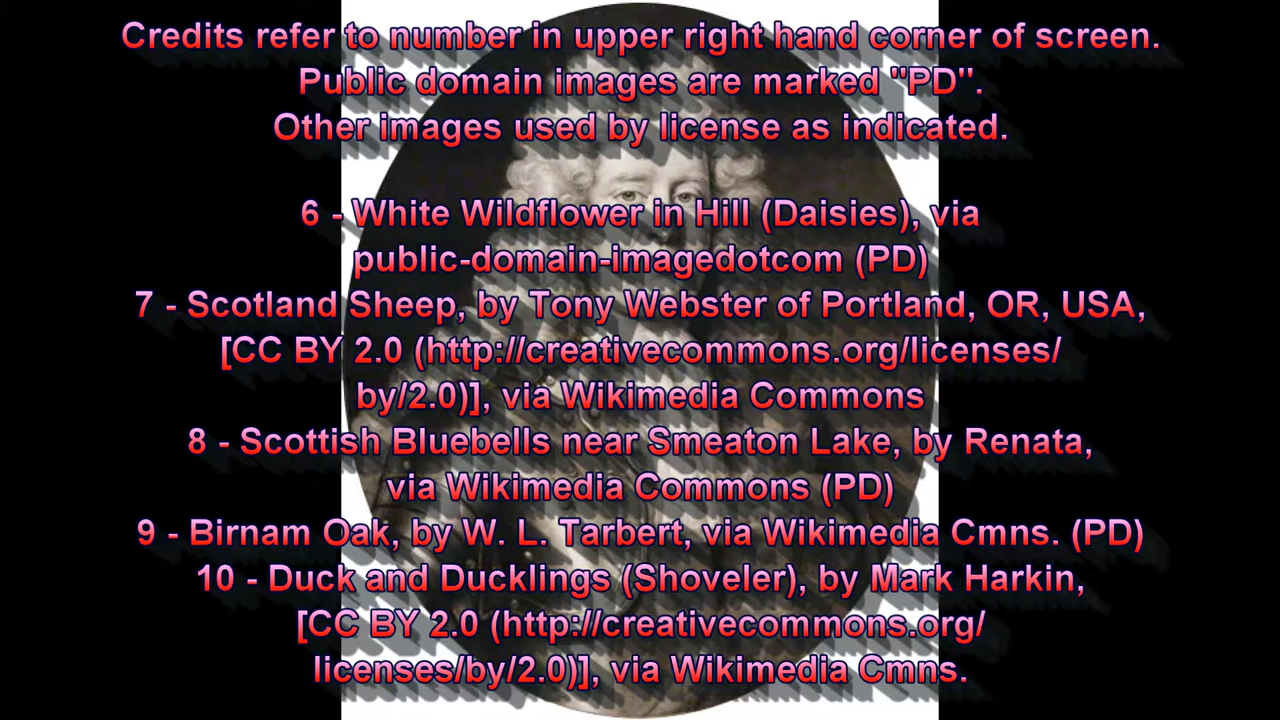 Credits refer to number in upper right hand corner of screen.
Public domain images are marked "PD".
Other images used by license as indicated.
6 - White Wildflower in Hill (Daisies), via
public-domain-imagedotcom (PD)
7 - Scotland Sheep, by Tony Webster of Portland, OR, USA,
[CC BY 2.0 (http://creativecommons.org/licenses/
by/2.0)], via Wikimedia Commons
8 - Scottish Bluebells near Smeaton Lake, by Renata,
via Wikimedia Commons (PD)
9 - Birnam Oak, by W. L. Tarbert, via Wikimedia Cmns. (PD)
10 - Duck and Ducklings (Shoveler), by Mark Harkin,
[CC BY 2.0 (http://creativecommons.org/
licenses/by/2.0)], via Wikimedia Cmns.